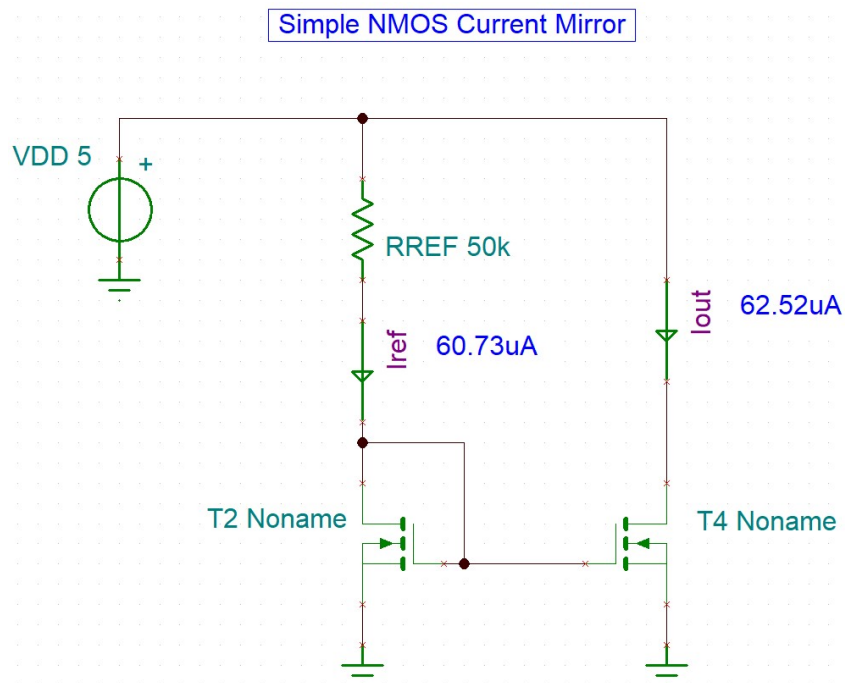 Simple NMOS Current Mirror
VDD 5
+
RREF 50k
Iref
60.73uA
Iout
62.52uA
T2 Noname
T4 Noname